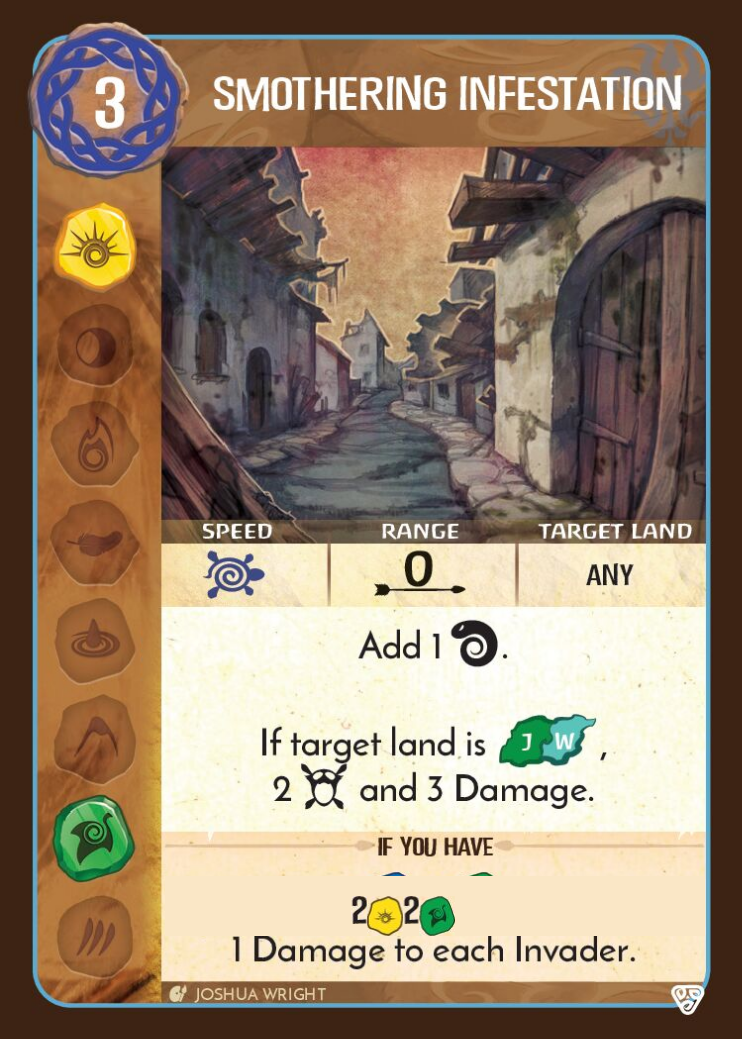 3
SMOTHERING INFESTATION
SPEED RANGE TARGET LAND
0 ANY
Add 1 .
If target land is J W ,
2 and 3 Damage.
IF YOU HAVE
2 2
1 Damage to each Invader.
JOSHUA WRIGHT